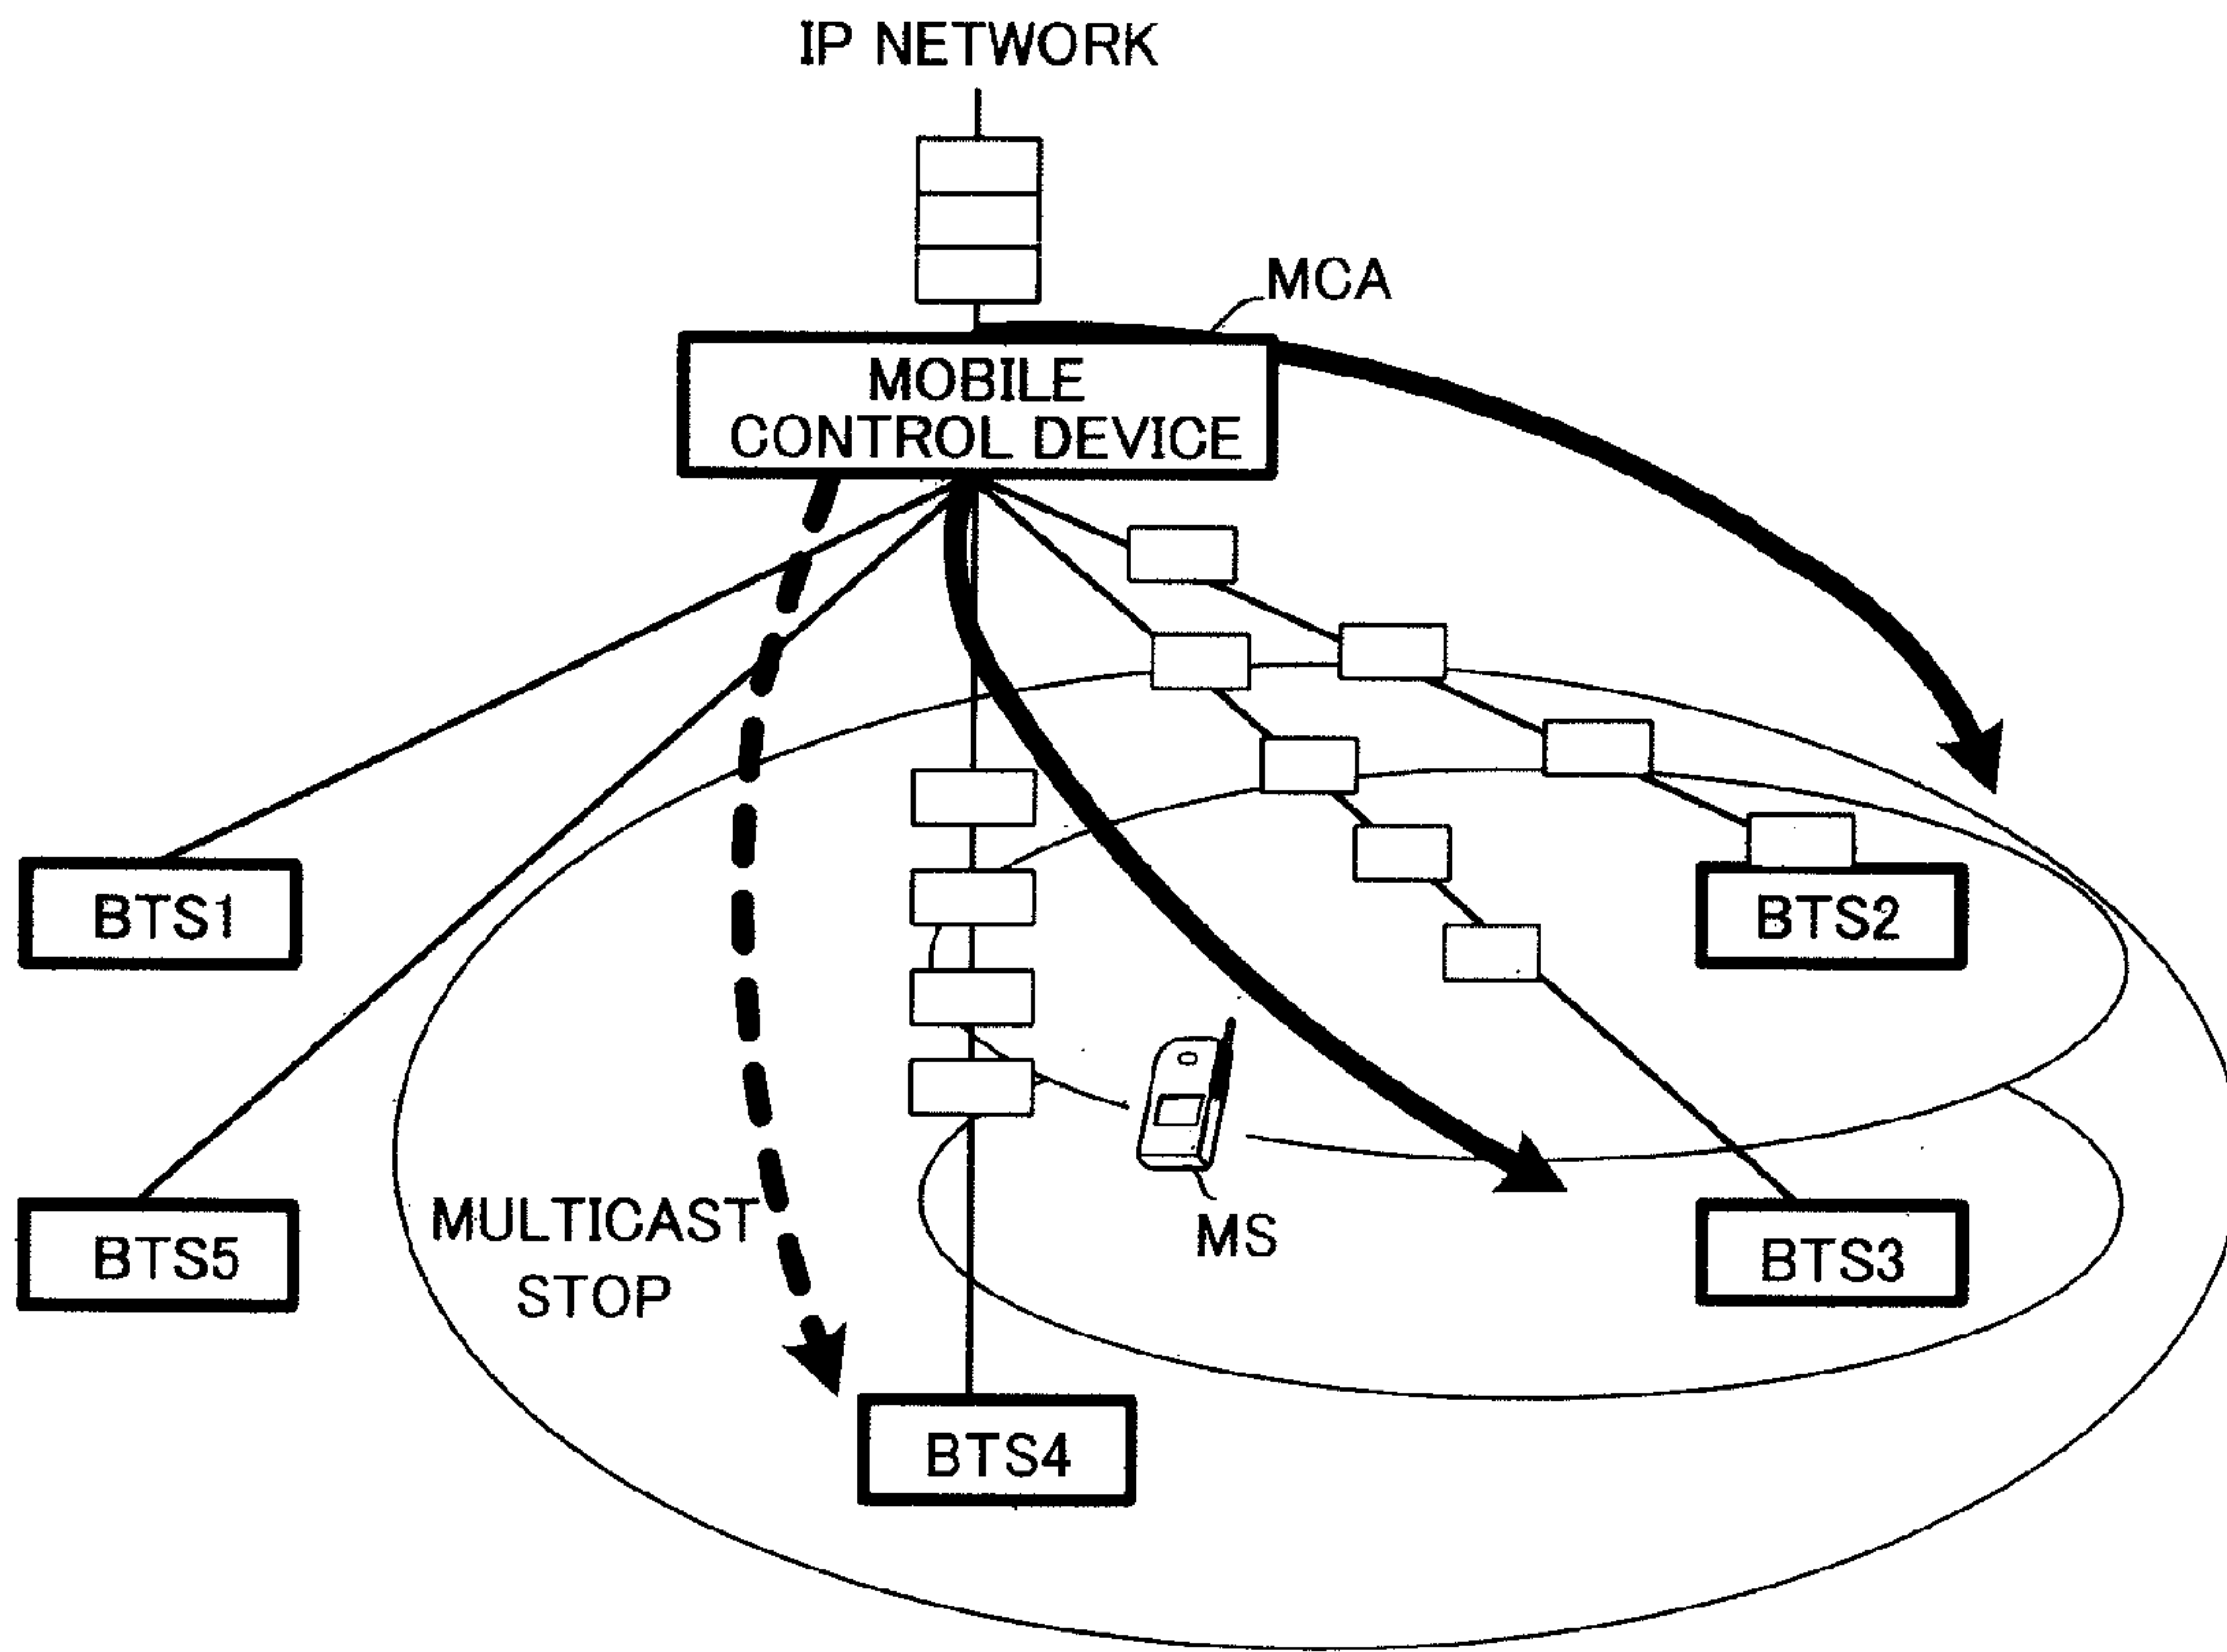 IP NETWORK
MCA
MOBILE
CONTROL DEVICE
BTS1
BTS2
MULTICAST
STOP
MS
BTS5
BTS3
BTS4